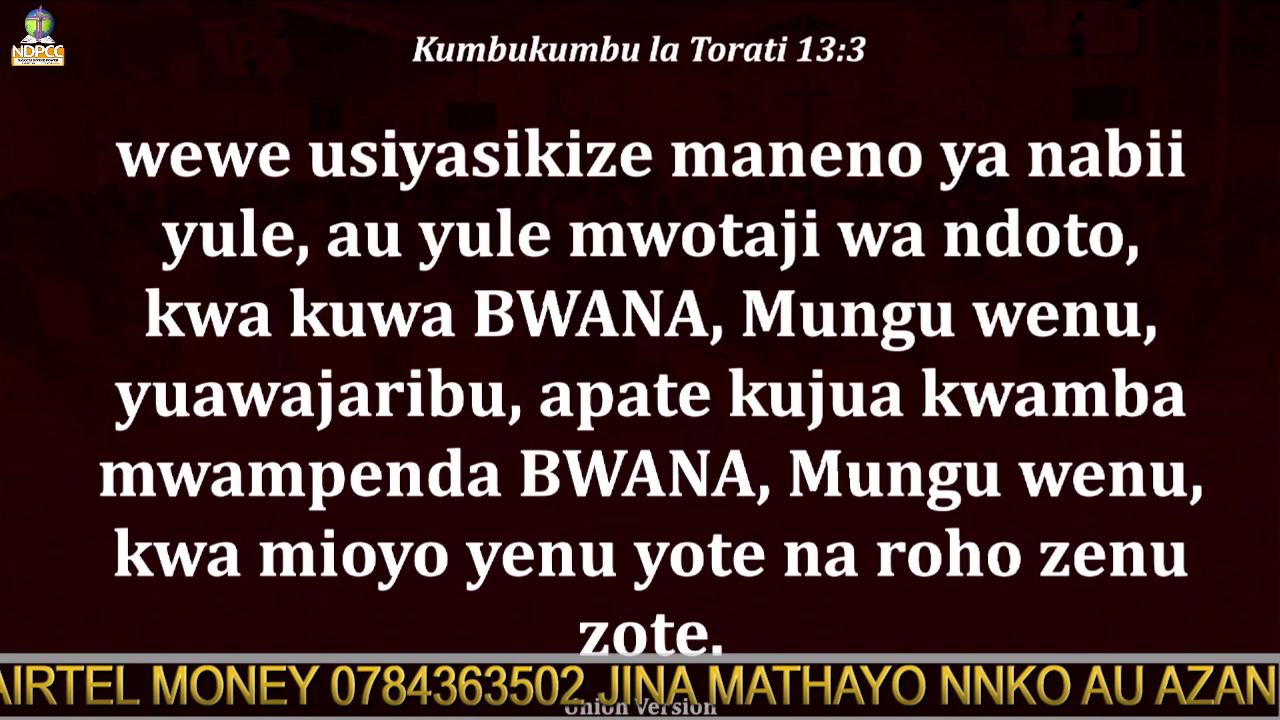 NDPCC
Kumbukumbu la Torati 13:3
wewe usiyasikize maneno ya nabii
yule, au yule mwotaji wa ndoto,
kwa kuwa BWANA, Mungu wenu,
yuawajaribu, apate kujua kwamba
mwampenda BWANA, Mungu wenu,
kwa mioyo yenu yote na roho zenu
zote.
AIRTEL MONEY 0784363502 JINA MATHAYO NNKO AU AZAN
Union Version